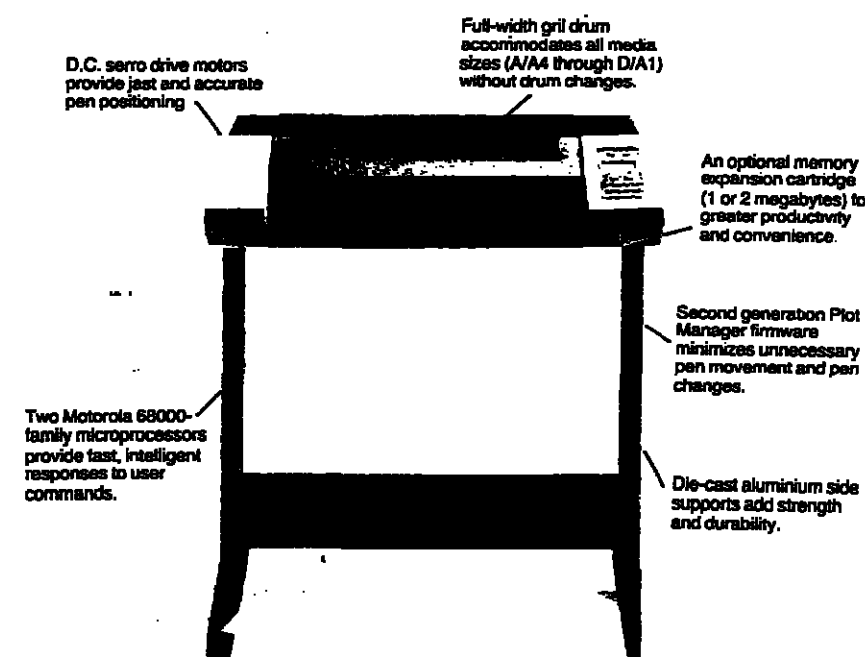 Full-width gril drum
accommodates all media
sizes (A/A4 through D/A1)
without drum changes.
D.C. serro drive motors
provide jast and accurate
pen positioning
An optional memory
expansion cartridge
(1 or 2 megabytes) to
greater productivity
and convenience.
Second generation Plot
Manager firmware
minimizes unnecessary
pen movement and pen
changes.
Two Motorola 68000-
family microprocessors
provide fast, intelligent
responses to user
commands.
Die-cast aluminium side
supports add strength
and durability.